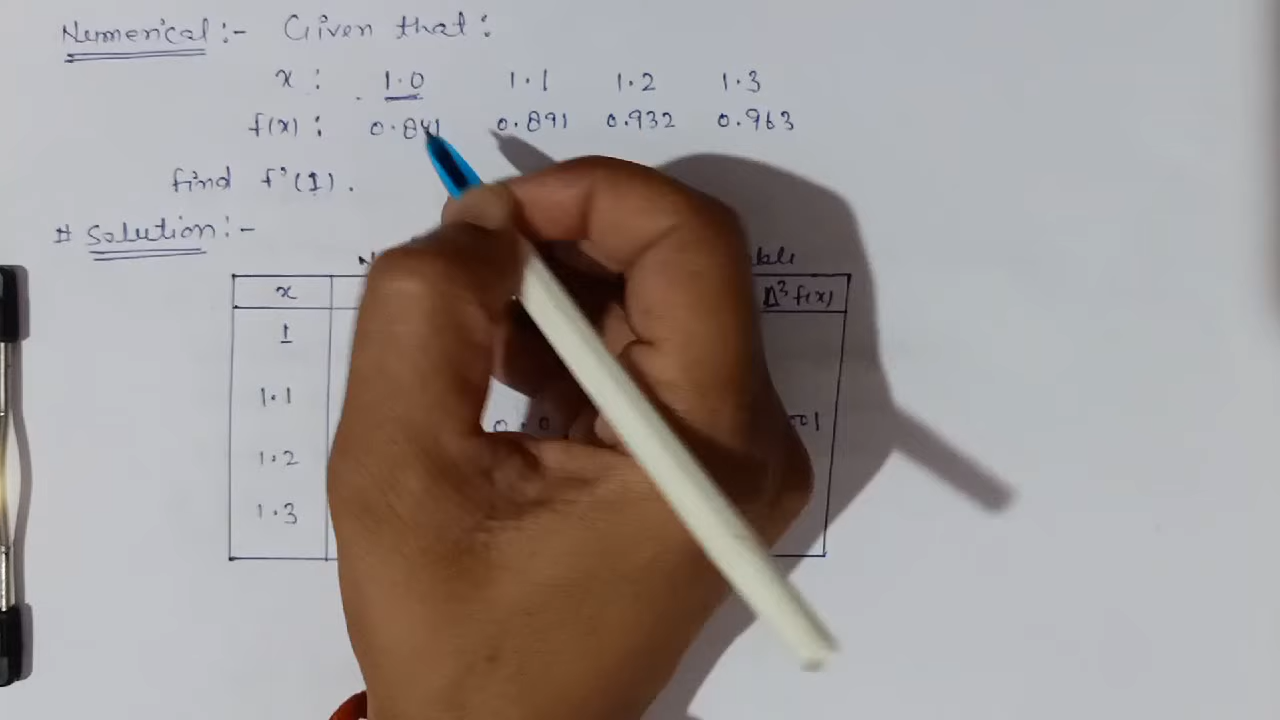 Numerical :- Given that :
x : 1.0 1.1 1.2 1.3
f(x) : 0.841 0.891 0.932 0.963
find f'(1).
# Solution :-
x Δ³f(x)
1
1.1
1.2
1.3